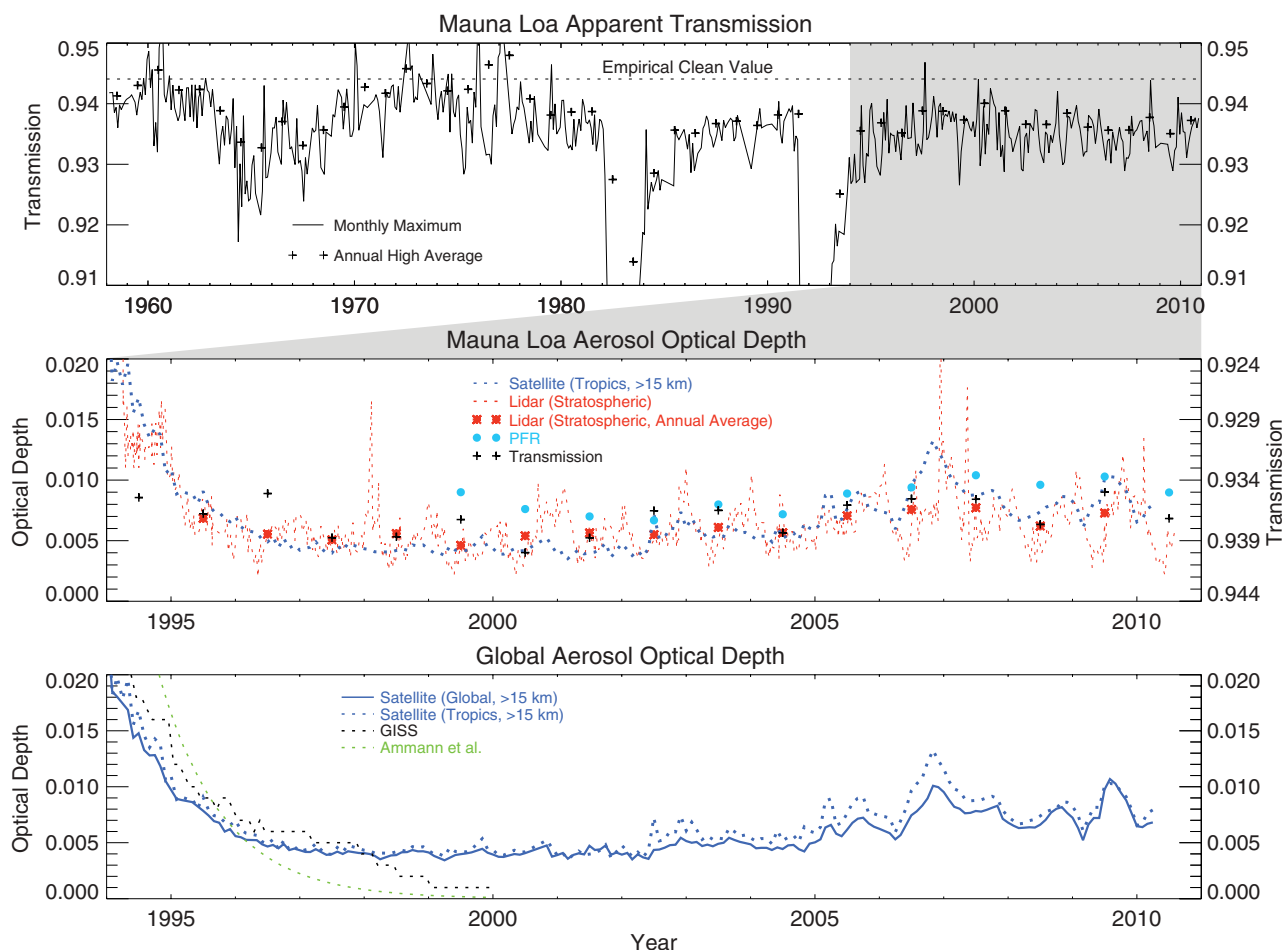 Mauna Loa Apparent Transmission
0.95
0.94
0.93
0.92
0.91
Transmission
Empirical Clean Value
Monthly Maximum
Annual High Average
0.95
0.94
0.93
0.92
0.91
1960
1970
1980
1990
2000
2010
Mauna Loa Aerosol Optical Depth
0.020
0.015
0.010
0.005
0.000
Optical Depth
Satellite (Tropics, >15 km)
Lidar (Stratospheric)
Lidar (Stratospheric, Annual Average)
PFR
Transmission
0.924
0.929
0.934
0.939
0.944
Transmission
1995
2000
2005
2010
Global Aerosol Optical Depth
0.020
0.015
0.010
0.005
0.000
Optical Depth
Satellite (Global, >15 km)
Satellite (Tropics, >15 km)
GISS
Ammann et al.
0.020
0.015
0.010
0.005
0.000
1995
2000
2005
2010
Year